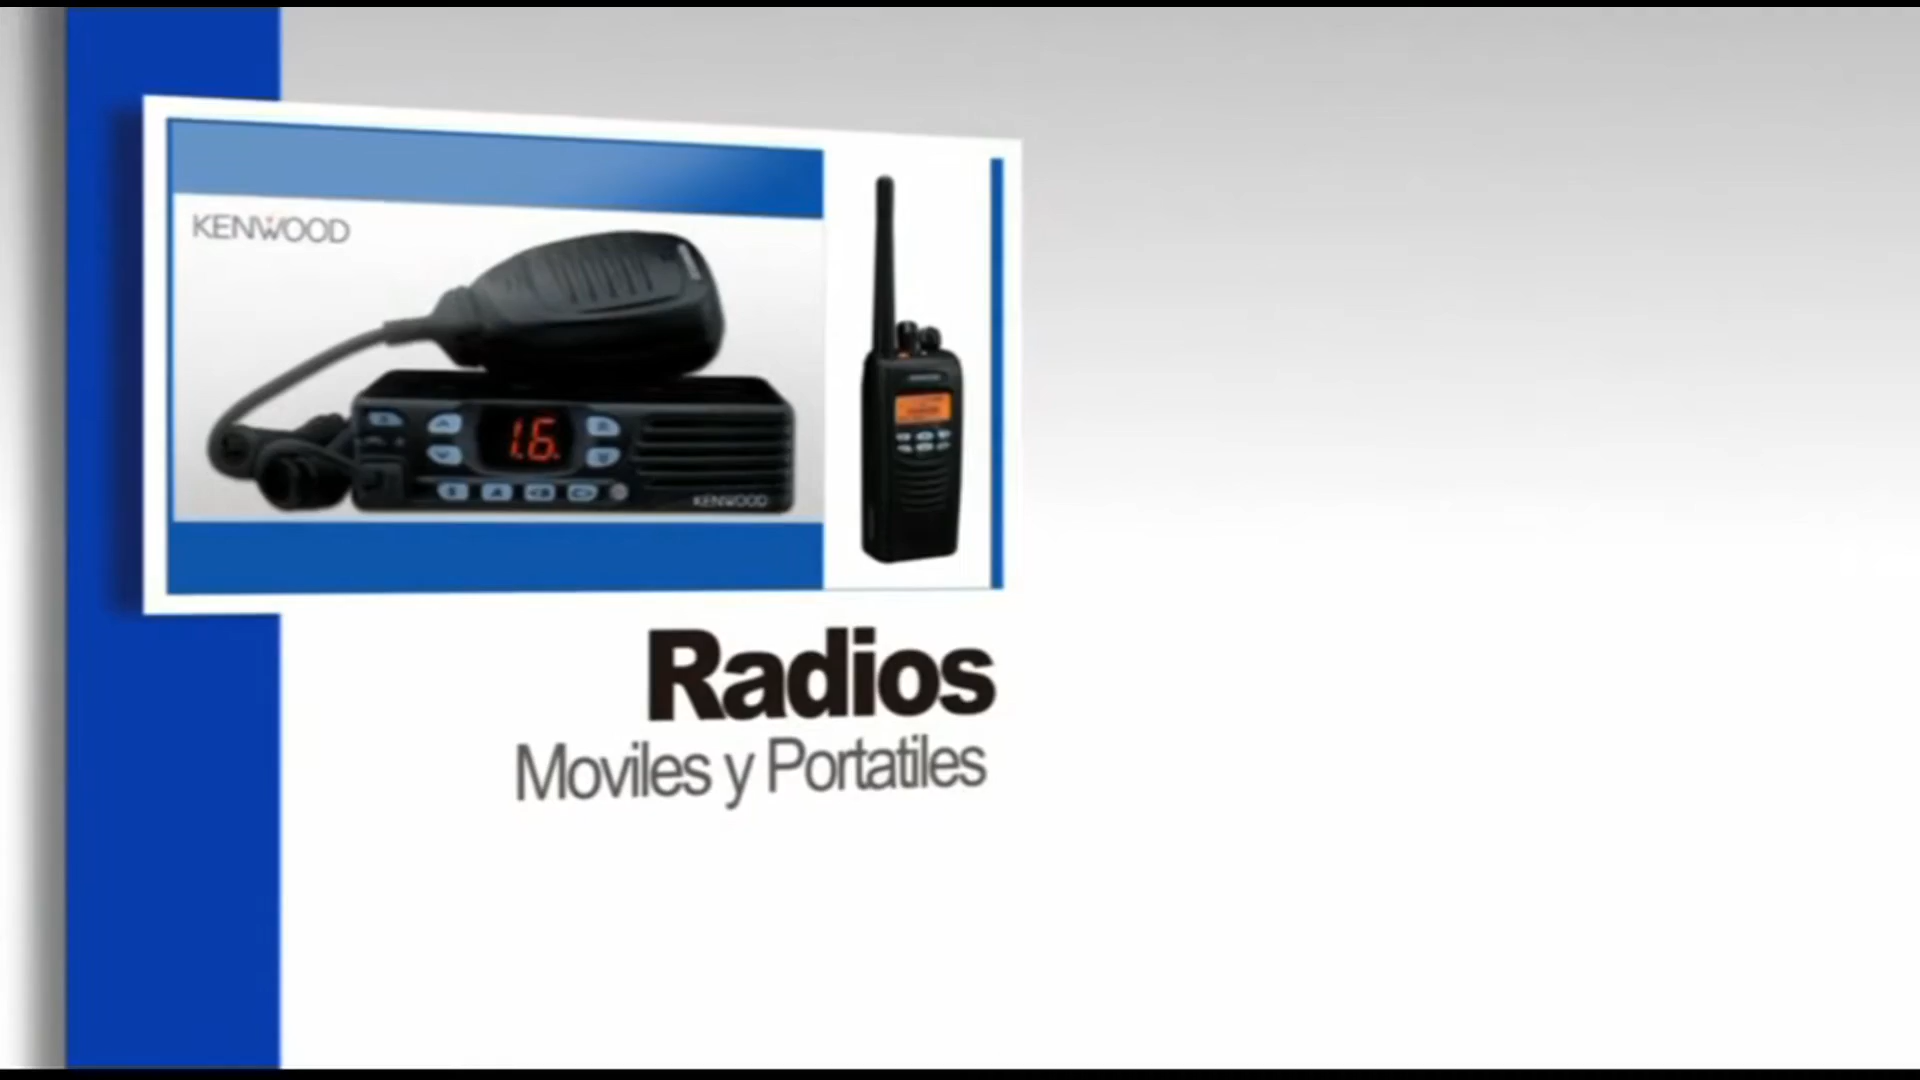 KENWOOD
1.6.
KENWOOD
Radios
Moviles y Portatiles